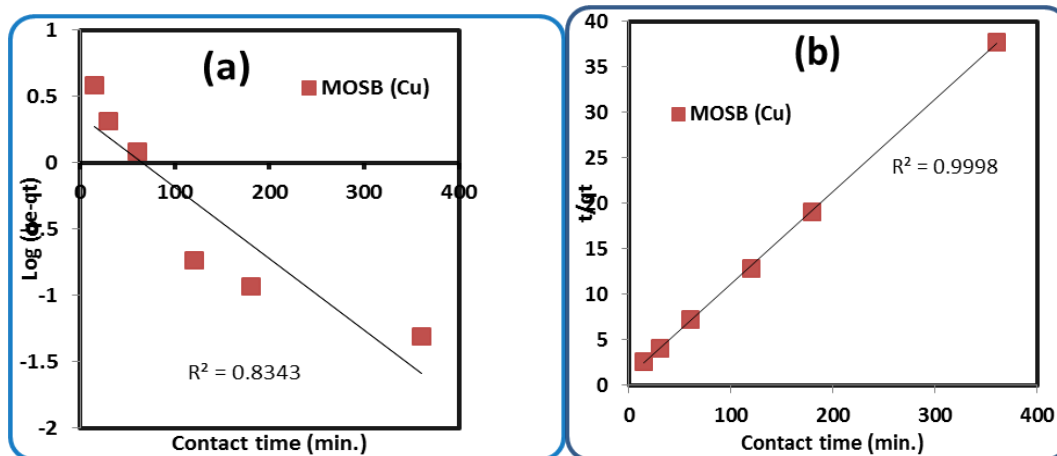 (a)
MOSB (Cu)
1
0.5
0
-0.5
-1
-1.5
-2
0 100 200 300 400
Log (qe-qt)
R² = 0.8343
Contact time (min.)
(b)
MOSB (Cu)
40
35
30
25
20
15
10
5
0
t/qt
R² = 0.9998
0 100 200 300 400
Contact time (min.)